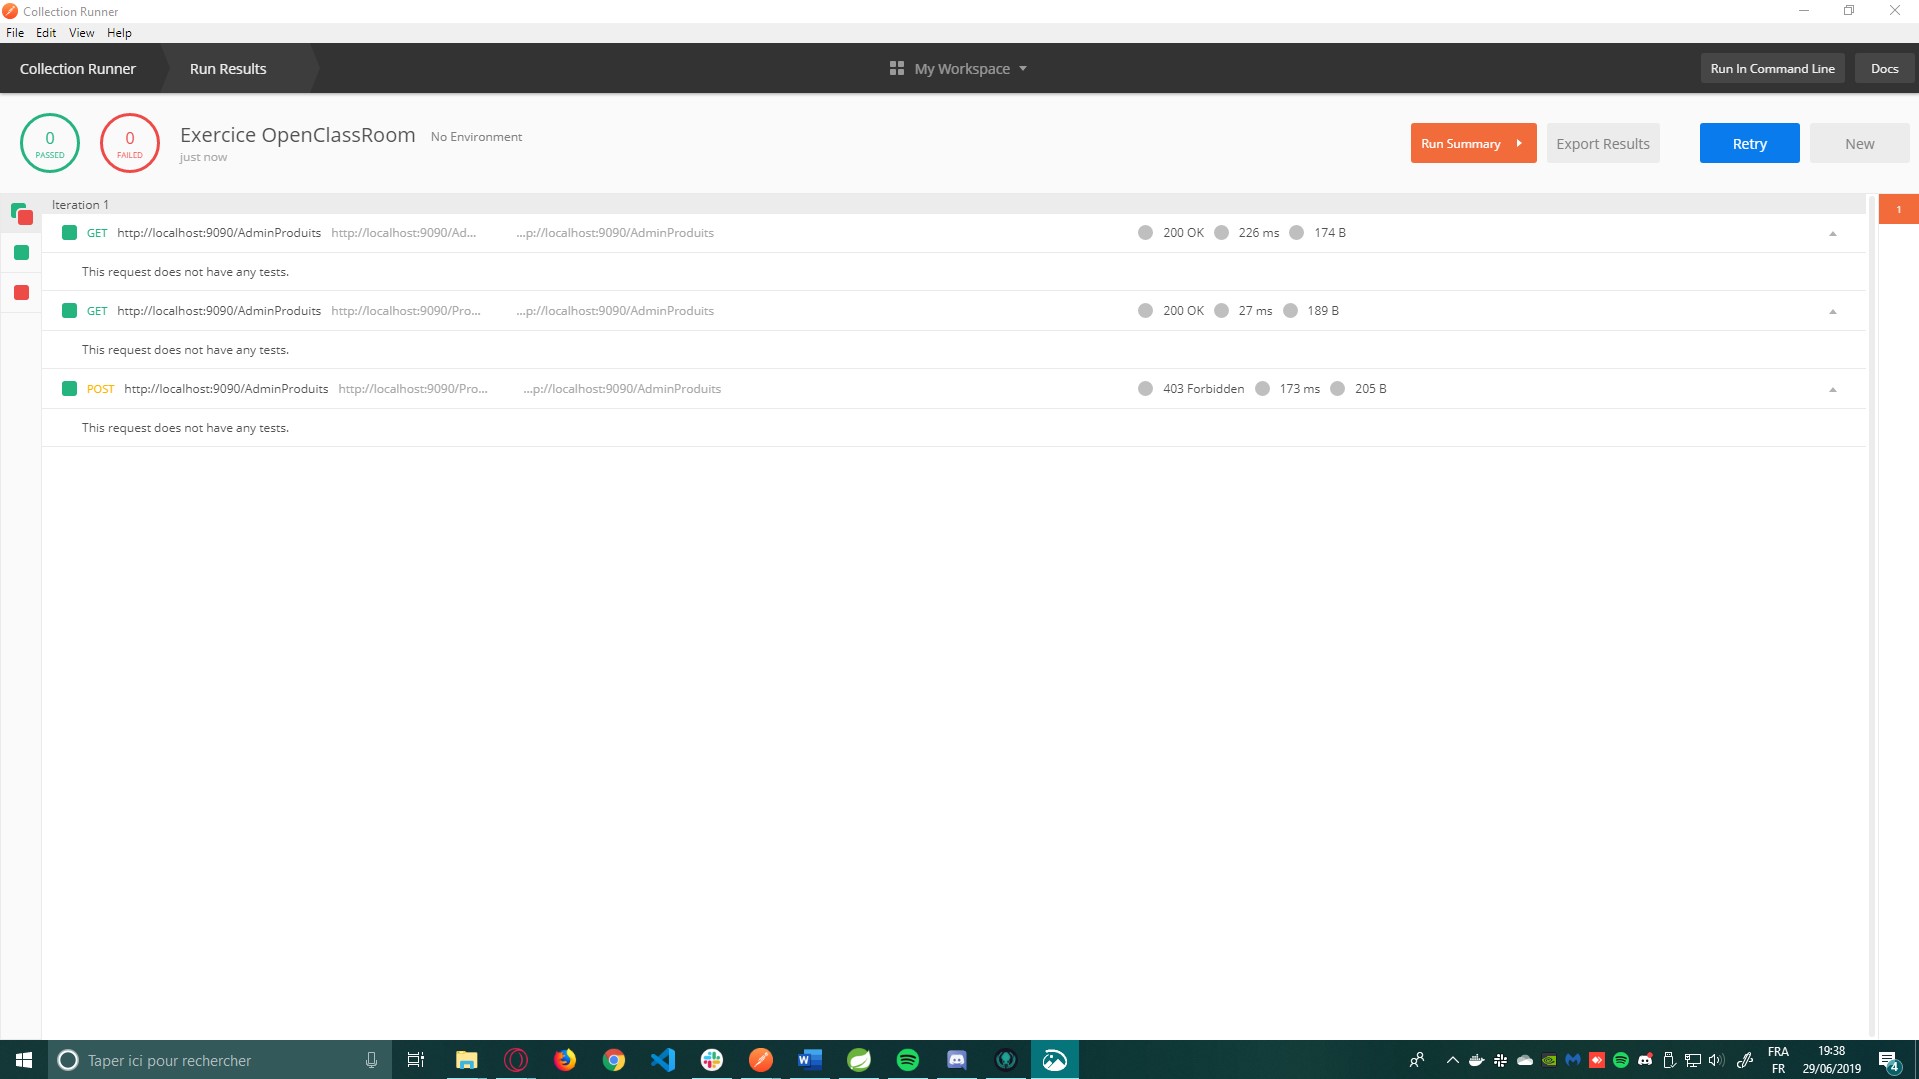 Collection Runner
File Edit View Help
Collection Runner Run Results My Workspace Run In Command Line Docs
0 PASSED
0 FAILED
Exercice OpenClassRoom No Environment
just now
Run Summary Export Results Retry New
Iteration 1
1
GET http://localhost:9090/AdminProduits http://localhost:9090/Ad... ...p://localhost:9090/AdminProduits 200 OK 226 ms 174 B
This request does not have any tests.
GET http://localhost:9090/AdminProduits http://localhost:9090/Pro... ...p://localhost:9090/AdminProduits 200 OK 27 ms 189 B
This request does not have any tests.
POST http://localhost:9090/AdminProduits http://localhost:9090/Pro... ...p://localhost:9090/AdminProduits 403 Forbidden 173 ms 205 B
This request does not have any tests.
Taper ici pour rechercher
FRA
FR
19:38
29/06/2019
4